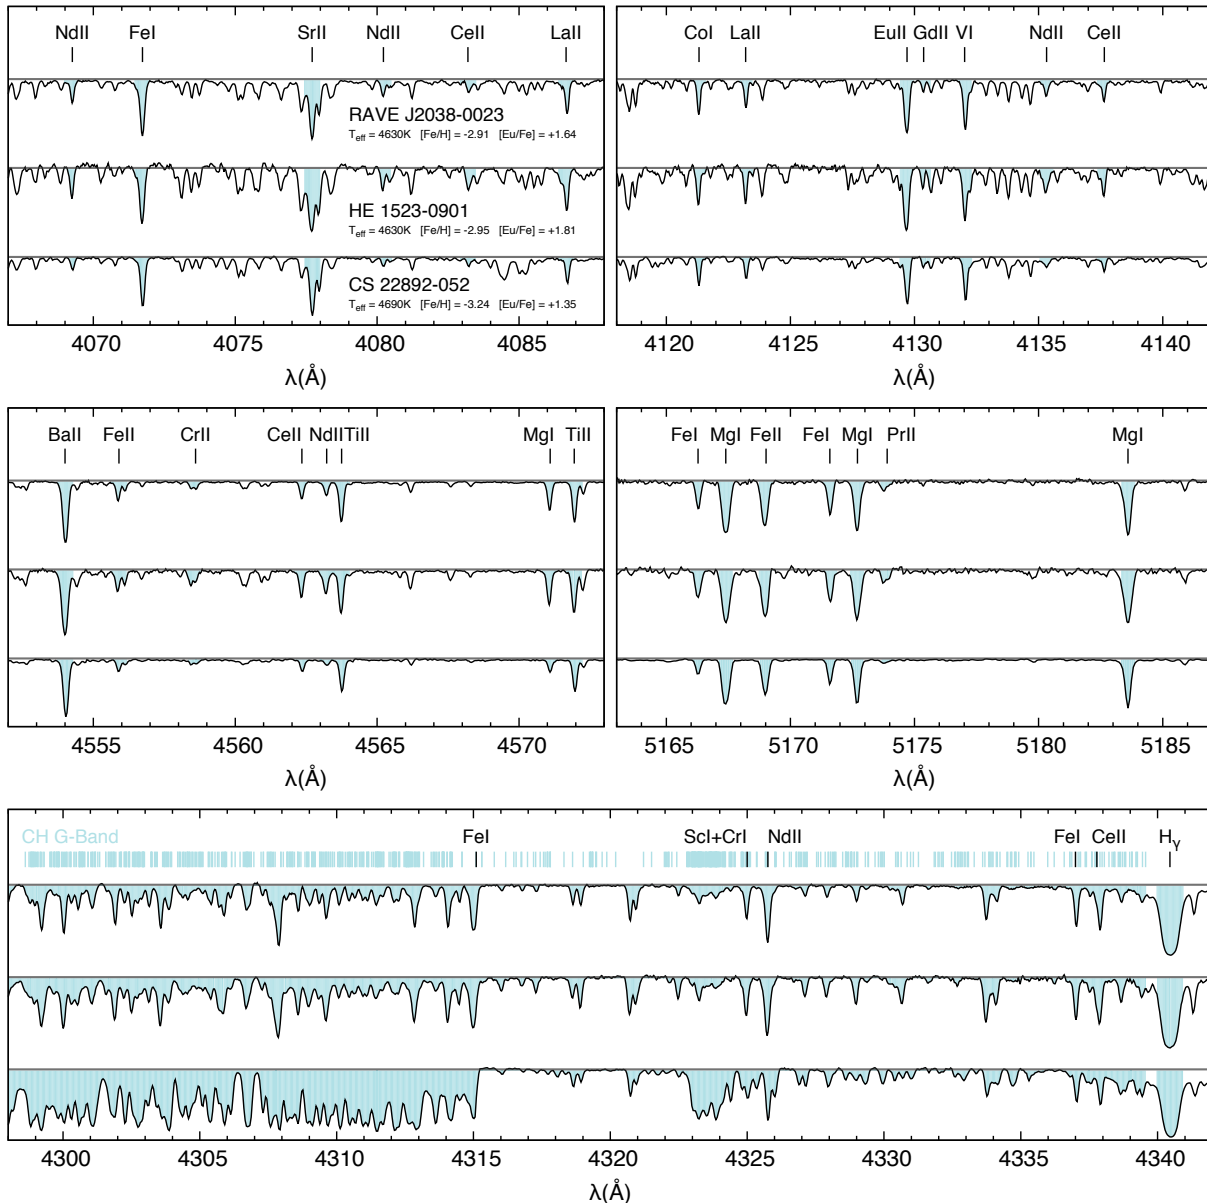 NdII FeI SrII NdII CeII LaII
RAVE J2038-0023
Teff = 4630K [Fe/H] = -2.91 [Eu/Fe] = +1.64
HE 1523-0901
Teff = 4630K [Fe/H] = -2.95 [Eu/Fe] = +1.81
CS 22892-052
Teff = 4690K [Fe/H] = -3.24 [Eu/Fe] = +1.35
4070 4075 4080 4085
λ(Å)
CoI LaII EuII GdII VI NdII CeII
4120 4125 4130 4135 4140
λ(Å)
BaII FeII CrII CeII NdII TiII MgI TiII
4555 4560 4565 4570
λ(Å)
FeI MgI FeII FeI MgI PrII MgI
5165 5170 5175 5180 5185
λ(Å)
CH G-Band FeI ScI+CrI NdII FeI CeII Hγ
4300 4305 4310 4315 4320 4325 4330 4335 4340
λ(Å)